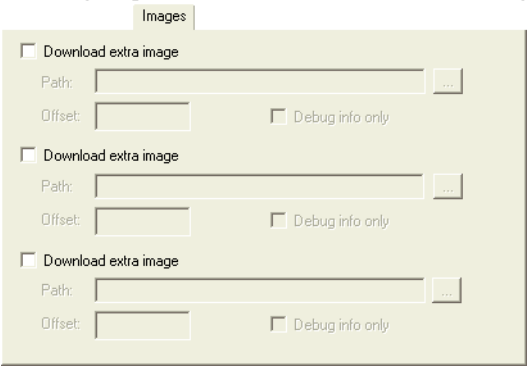 Images
Download extra image
Path: ...
Offset: Debug info only
Download extra image
Path: ...
Offset: Debug info only
Download extra image
Path: ...
Offset: Debug info only